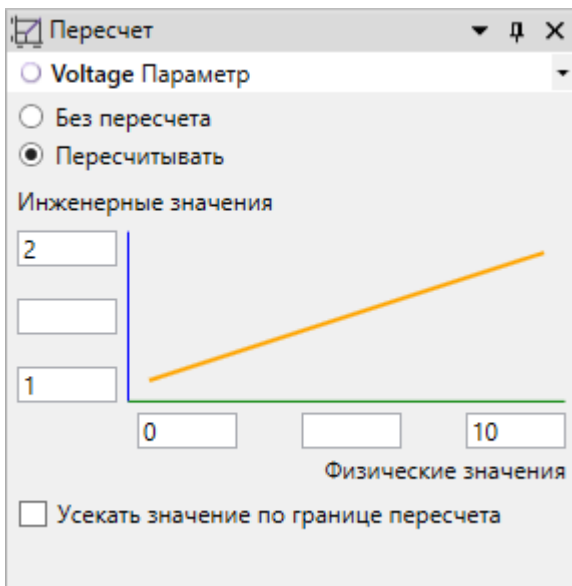 Пересчет
Voltage Параметр
Без пересчета
Пересчитывать
Инженерные значения
2
1
0 10
Физические значения
Усекать значение по границе пересчета